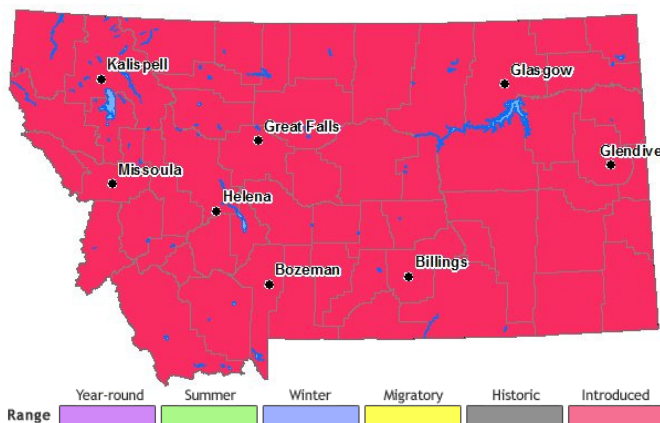 Kalispell
Glasgow
Great Falls
Glendive
Missoula
Helena
Billings
Bozeman
Year-round Summer Winter Migratory Historic Introduced
Range